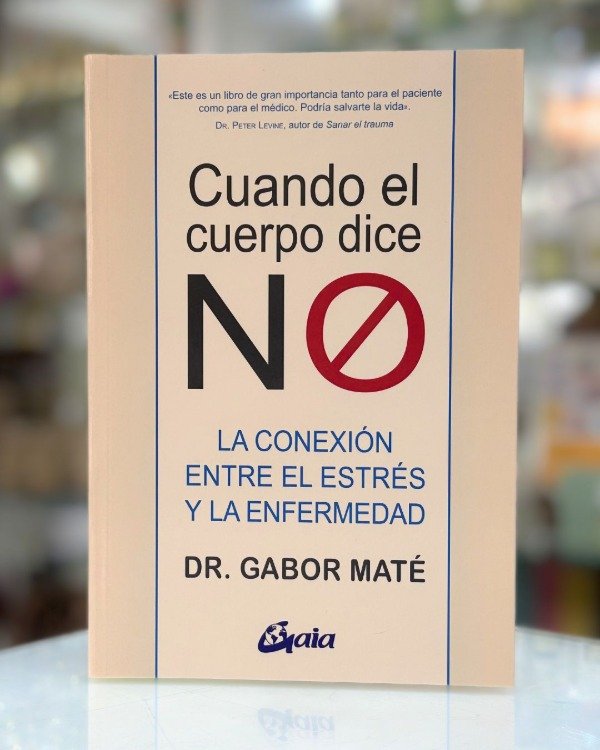 «Este es un libro de gran importancia tanto para el paciente
como para el médico. Podría salvarte la vida».
DR. PETER LEVINE, autor de Sanar el trauma
Cuando el
cuerpo dice
NO
LA CONEXIÓN
ENTRE EL ESTRÉS
Y LA ENFERMEDAD
DR. GABOR MATÉ
Gaia